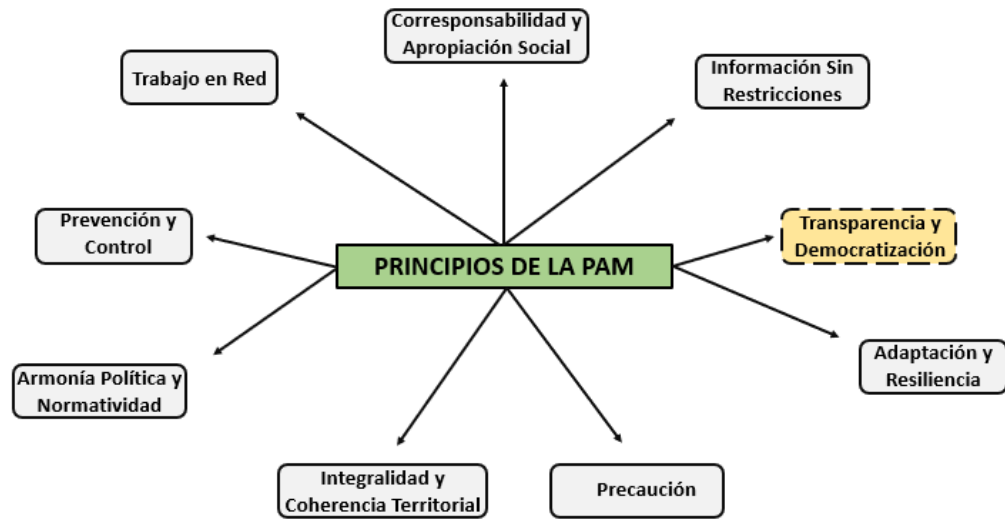 Corresponsabilidad y
Apropiación Social
Trabajo en Red
Información Sin
Restricciones
Prevención y
Control
Transparencia y
Democratización
PRINCIPIOS DE LA PAM
Armonía Política y
Normatividad
Adaptación y
Resiliencia
Integralidad y
Coherencia Territorial
Precaución